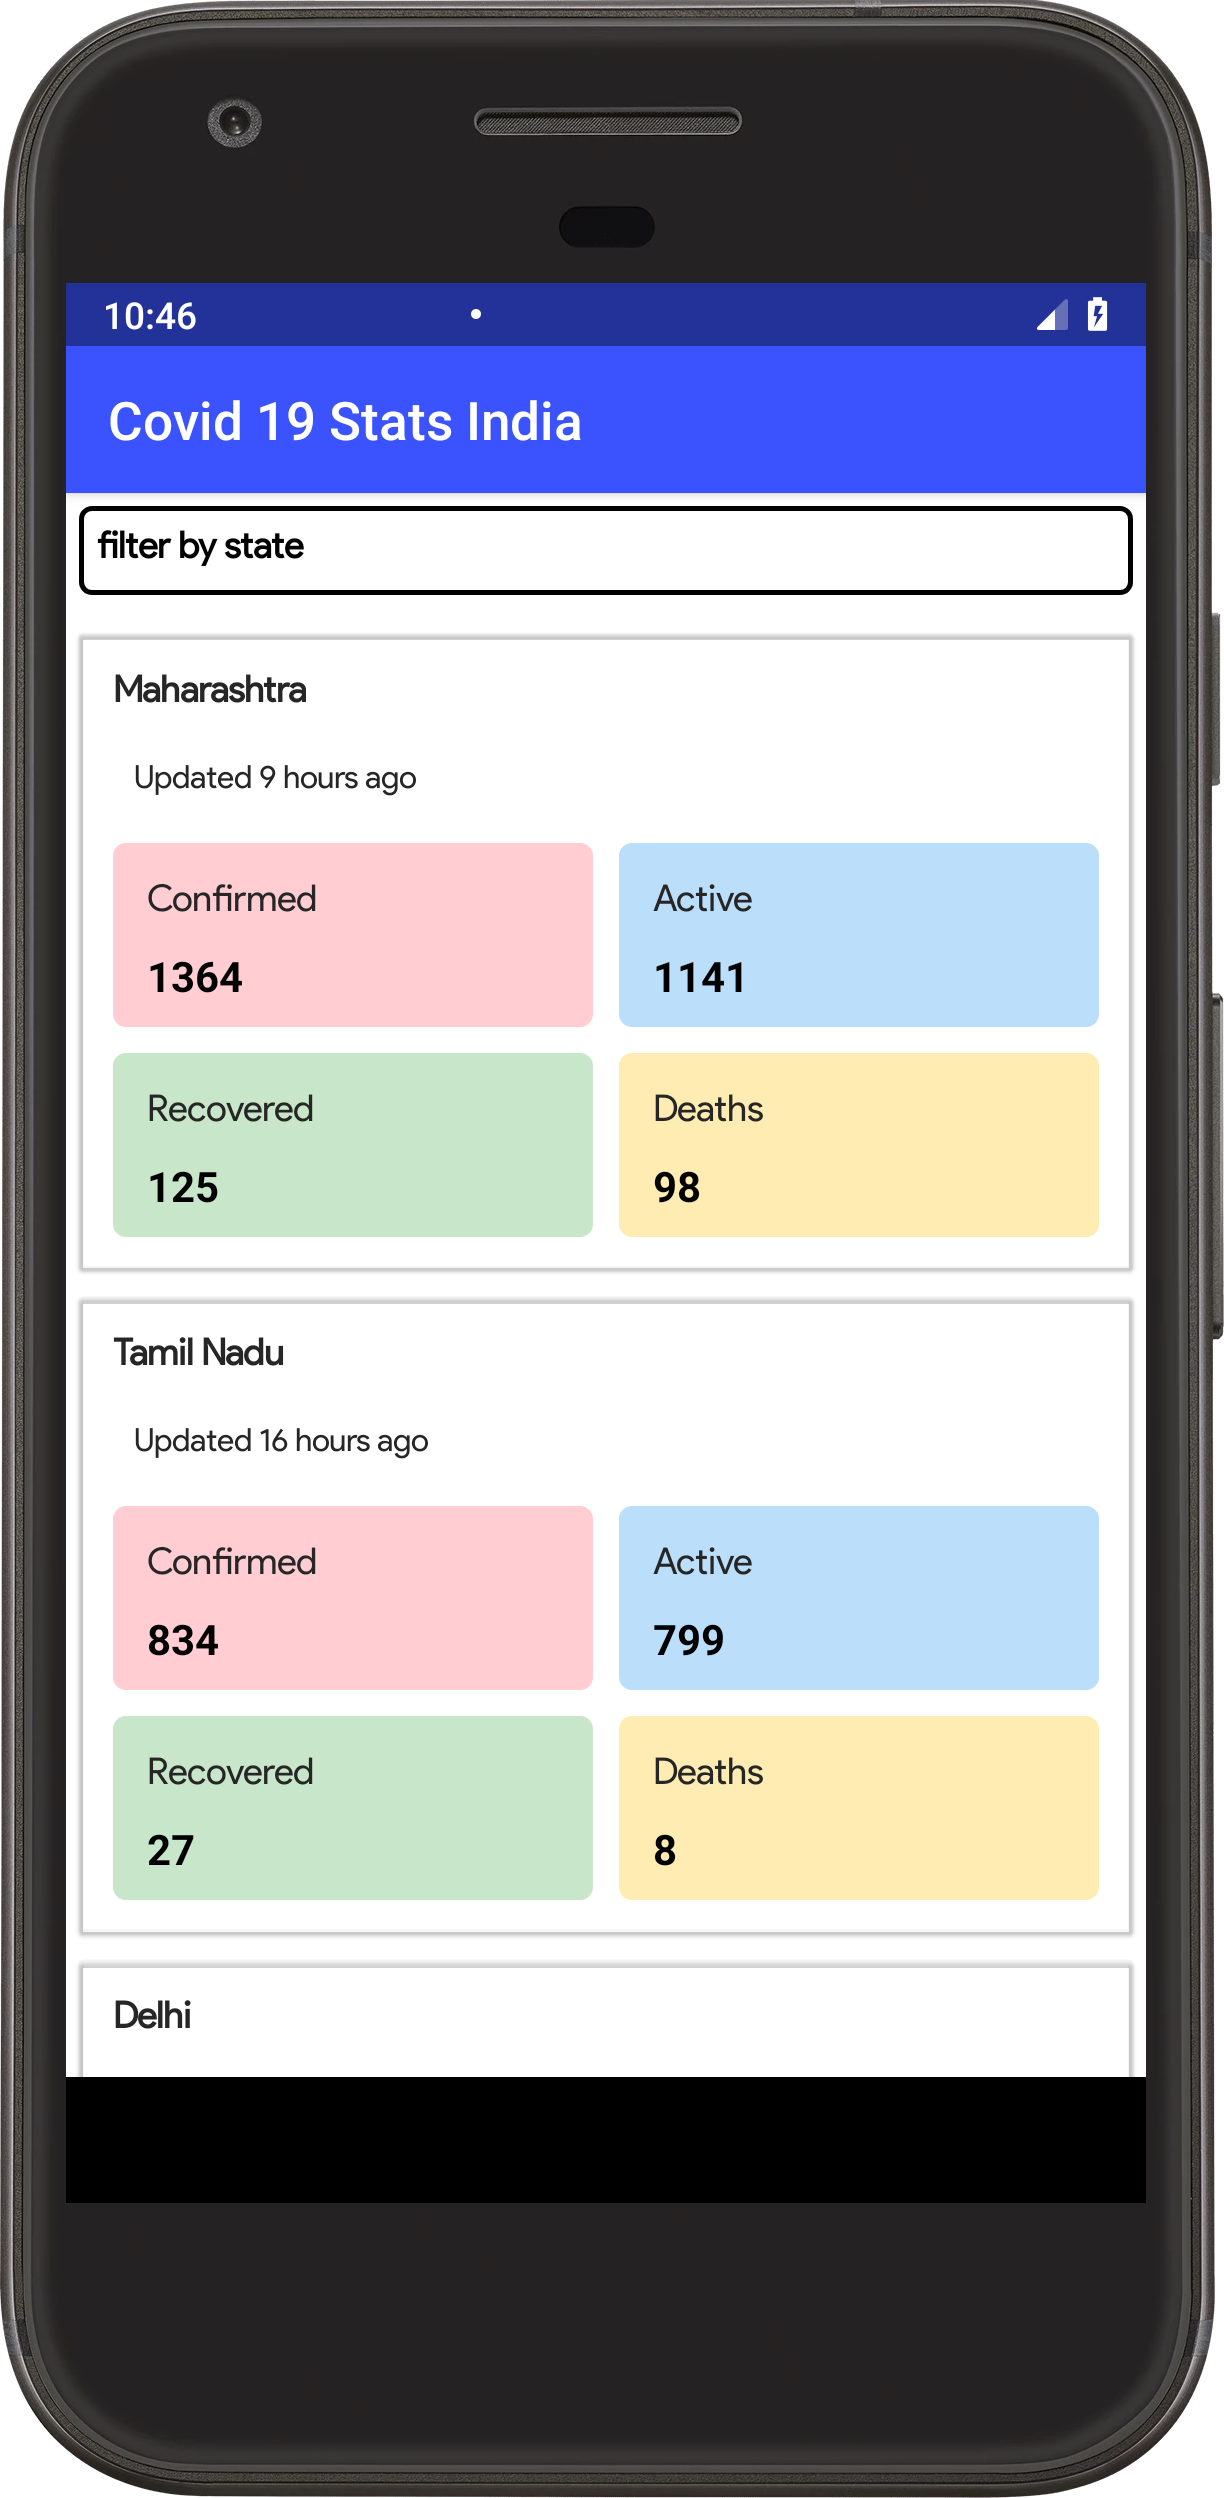 10:46
Covid 19 Stats India
filter by state
Maharashtra
Updated 9 hours ago
Confirmed Active
1364 1141
Recovered Deaths
125 98
Tamil Nadu
Updated 16 hours ago
Confirmed Active
834 799
Recovered Deaths
27 8
Delhi